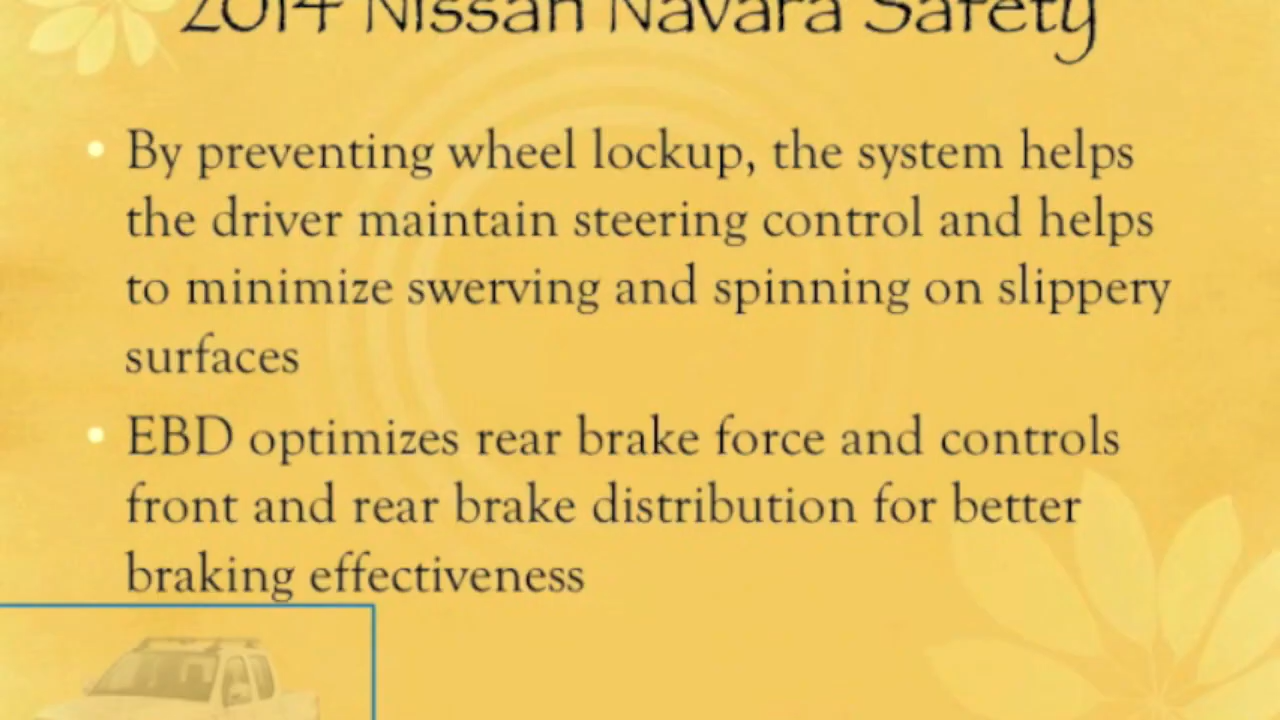 2014 Nissan Navara Safety
By preventing wheel lockup, the system helps
the driver maintain steering control and helps
to minimize swerving and spinning on slippery
surfaces
EBD optimizes rear brake force and controls
front and rear brake distribution for better
braking effectiveness